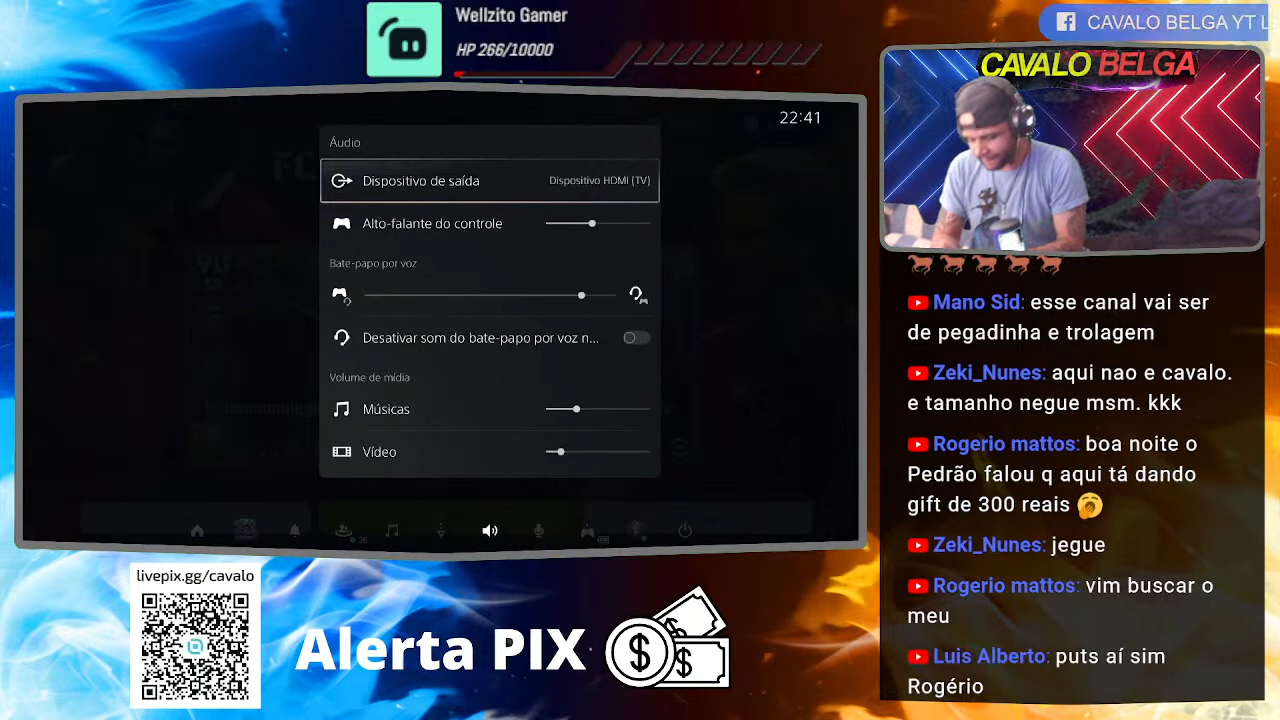 Wellzito Gamer
HP 266/10000
CAVALO BELGA YT L
CAVALO BELGA
22:41
Áudio
Dispositivo de saída
Dispositivo HDMI (TV)
Alto-falante do controle
Bate-papo por voz
Desativar som do bate-papo por voz n...
Volume de mídia
Músicas
Vídeo
26
Mano Sid: esse canal vai ser
de pegadinha e trolagem
Zeki_Nunes: aqui nao e cavalo.
e tamanho negue msm. kkk
Rogerio mattos: boa noite o
Pedrão falou q aqui tá dando
gift de 300 reais
Zeki_Nunes: jegue
Rogerio mattos: vim buscar o
meu
Luis Alberto: puts aí sim
Rogério
livepix.gg/cavalo
Alerta PIX